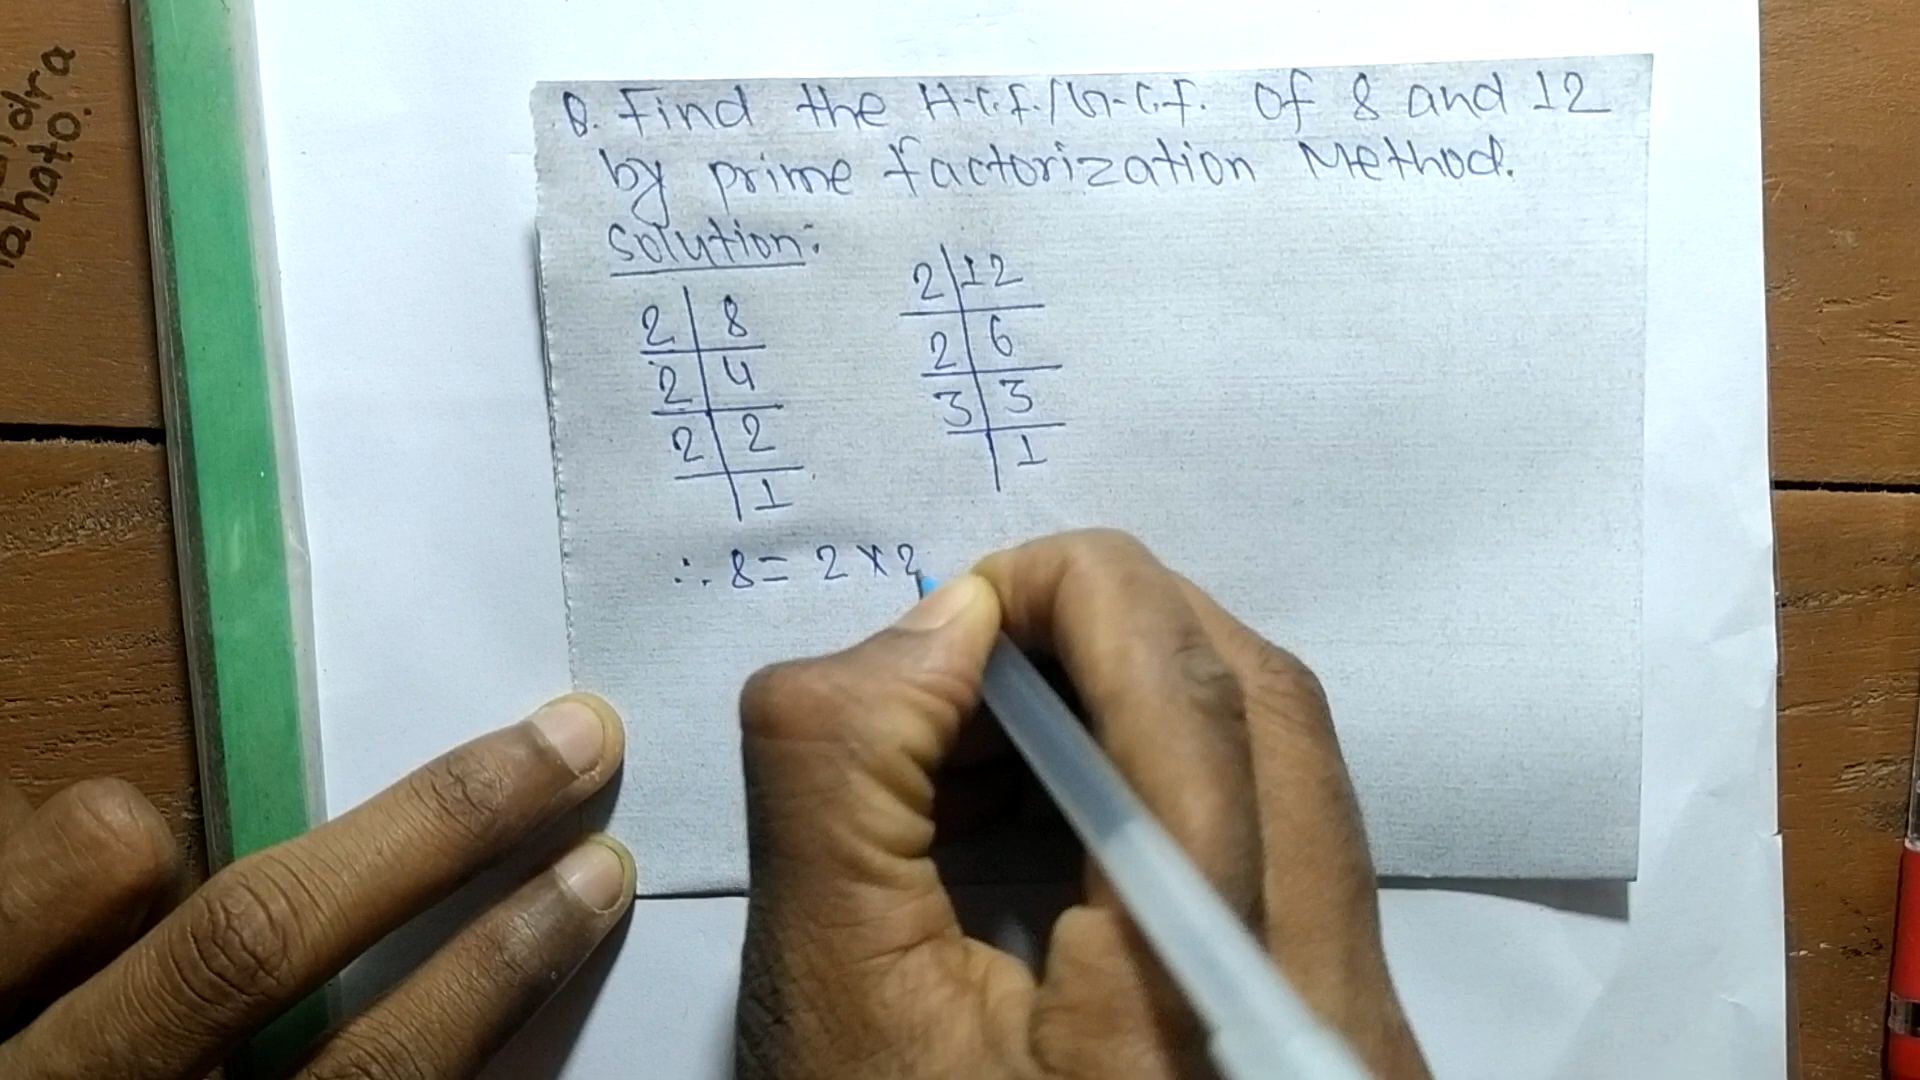 Q. Find the H.C.F./G.C.F. of 8 and 12
by prime factorization Method.
Solution:
2 | 8
2 | 4
2 | 2
1
2 | 12
2 | 6
3 | 3
1
∴ 8 = 2 × 2
ahato.